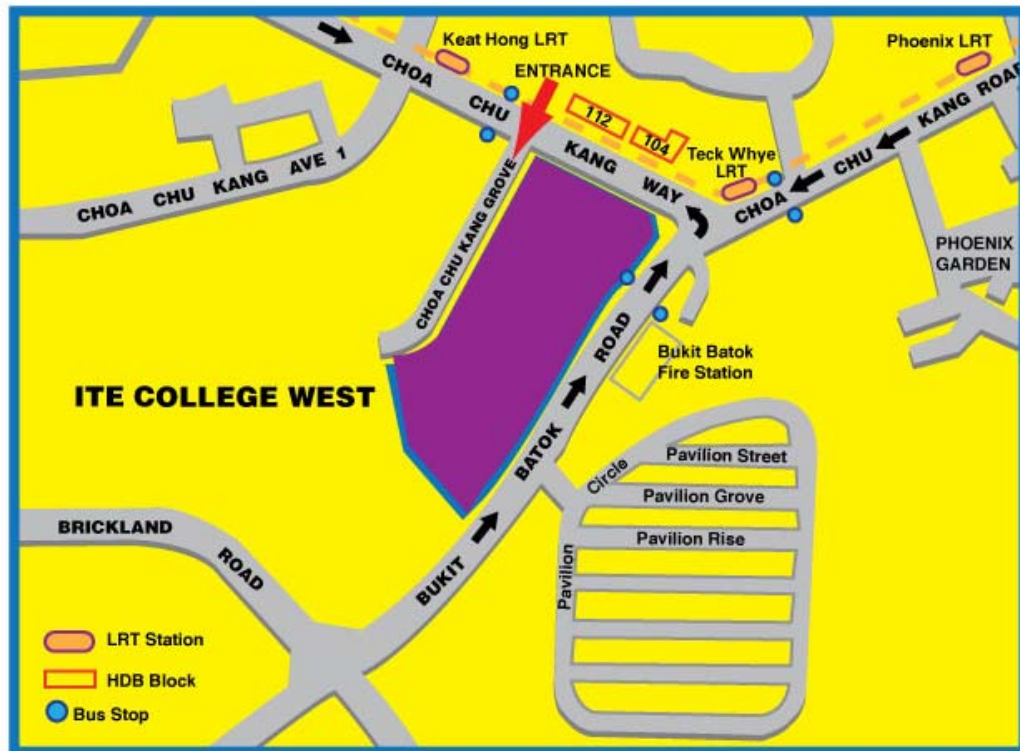 Keat Hong LRT
Phoenix LRT
ENTRANCE
CHOA CHU KANG WAY
112
104
Teck Whye
LRT
CHOA CHU KANG ROAD
CHOA CHU KANG AVE 1
CHOA CHU KANG GROVE
PHOENIX
GARDEN
Bukit Batok
Fire Station
ITE COLLEGE WEST
BUKIT BATOK ROAD
Pavilion Circle
Pavilion Street
Pavilion Grove
Pavilion Rise
BRICKLAND ROAD
LRT Station
HDB Block
Bus Stop